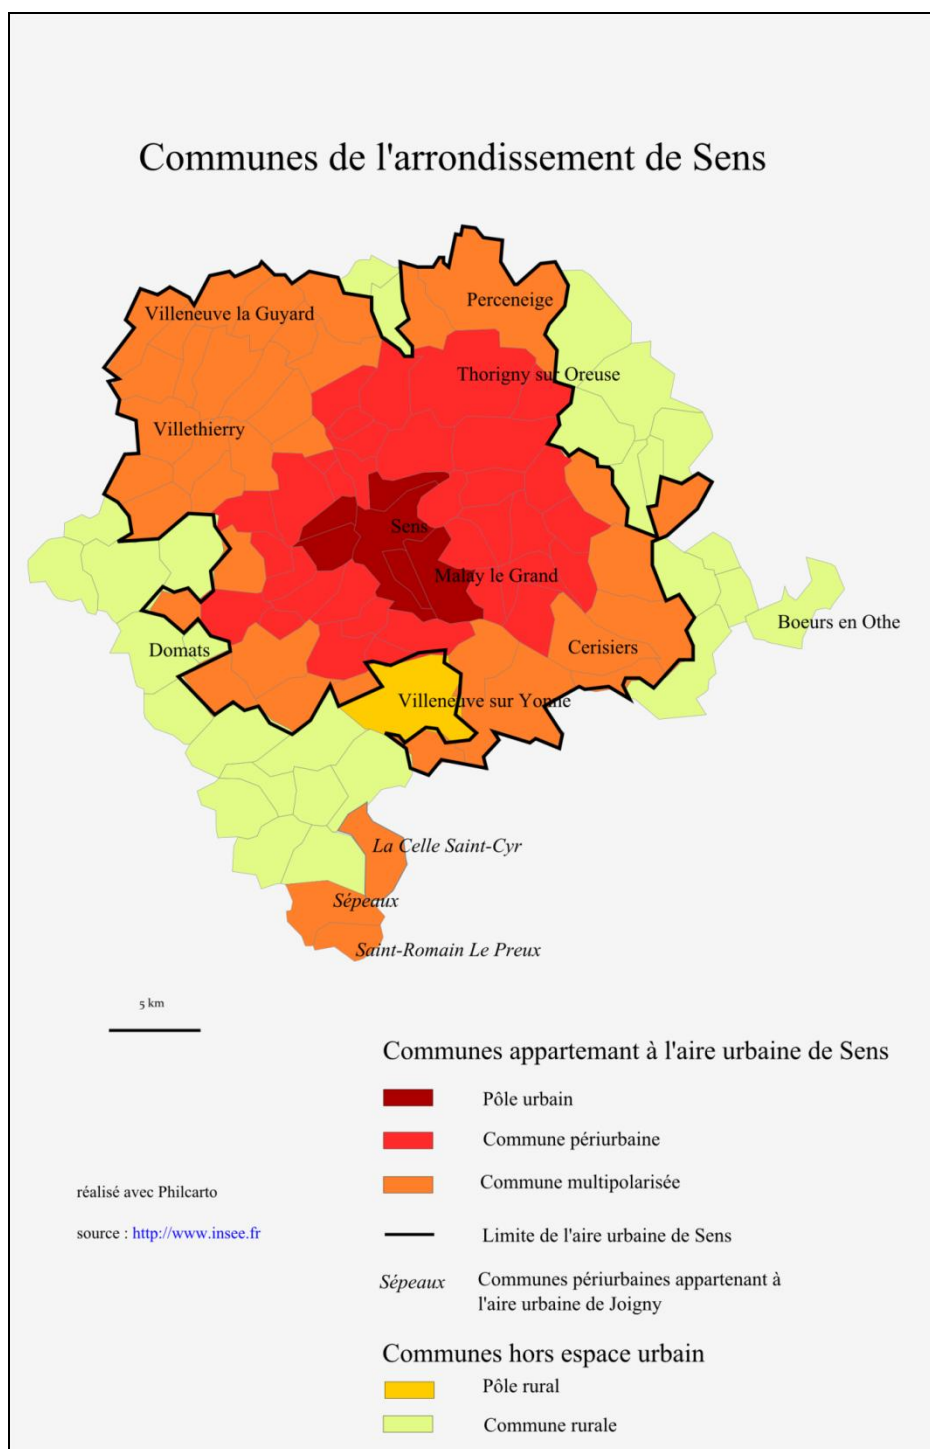 Communes de l'arrondissement de Sens
Villeneuve la Guyard
Perceneige
Thorigny sur Oreuse
Villethierry
Sens
Malay le Grand
Boeurs en Othe
Domats
Cerisiers
Villeneuve sur Yonne
La Celle Saint-Cyr
Sépeaux
Saint-Romain Le Preux
5 km
Communes appartemant à l'aire urbaine de Sens
Pôle urbain
Commune périurbaine
Commune multipolarisée
réalisé avec Philcarto
source : http://www.insee.fr
Limite de l'aire urbaine de Sens
Sépeaux
Communes périurbaines appartenant à
l'aire urbaine de Joigny
Communes hors espace urbain
Pôle rural
Commune rurale